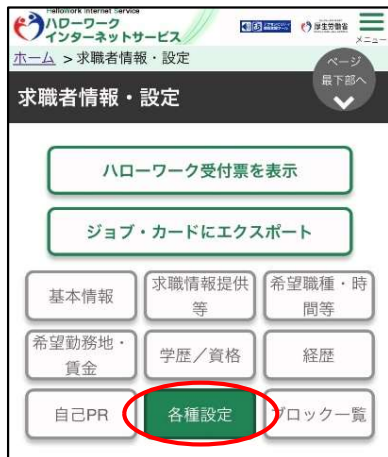 Hellowork Internet Service
ハローワーク
インターネットサービス
厚生労働省
メニュー
ホーム > 求職者情報・設定
ページ
最下部へ
求職者情報・設定
ハローワーク受付票を表示
ジョブ・カードにエクスポート
基本情報
求職情報提供
等
希望職種・時
間等
希望勤務地・
賃金
学歴／資格
経歴
自己PR
各種設定
ブロック一覧